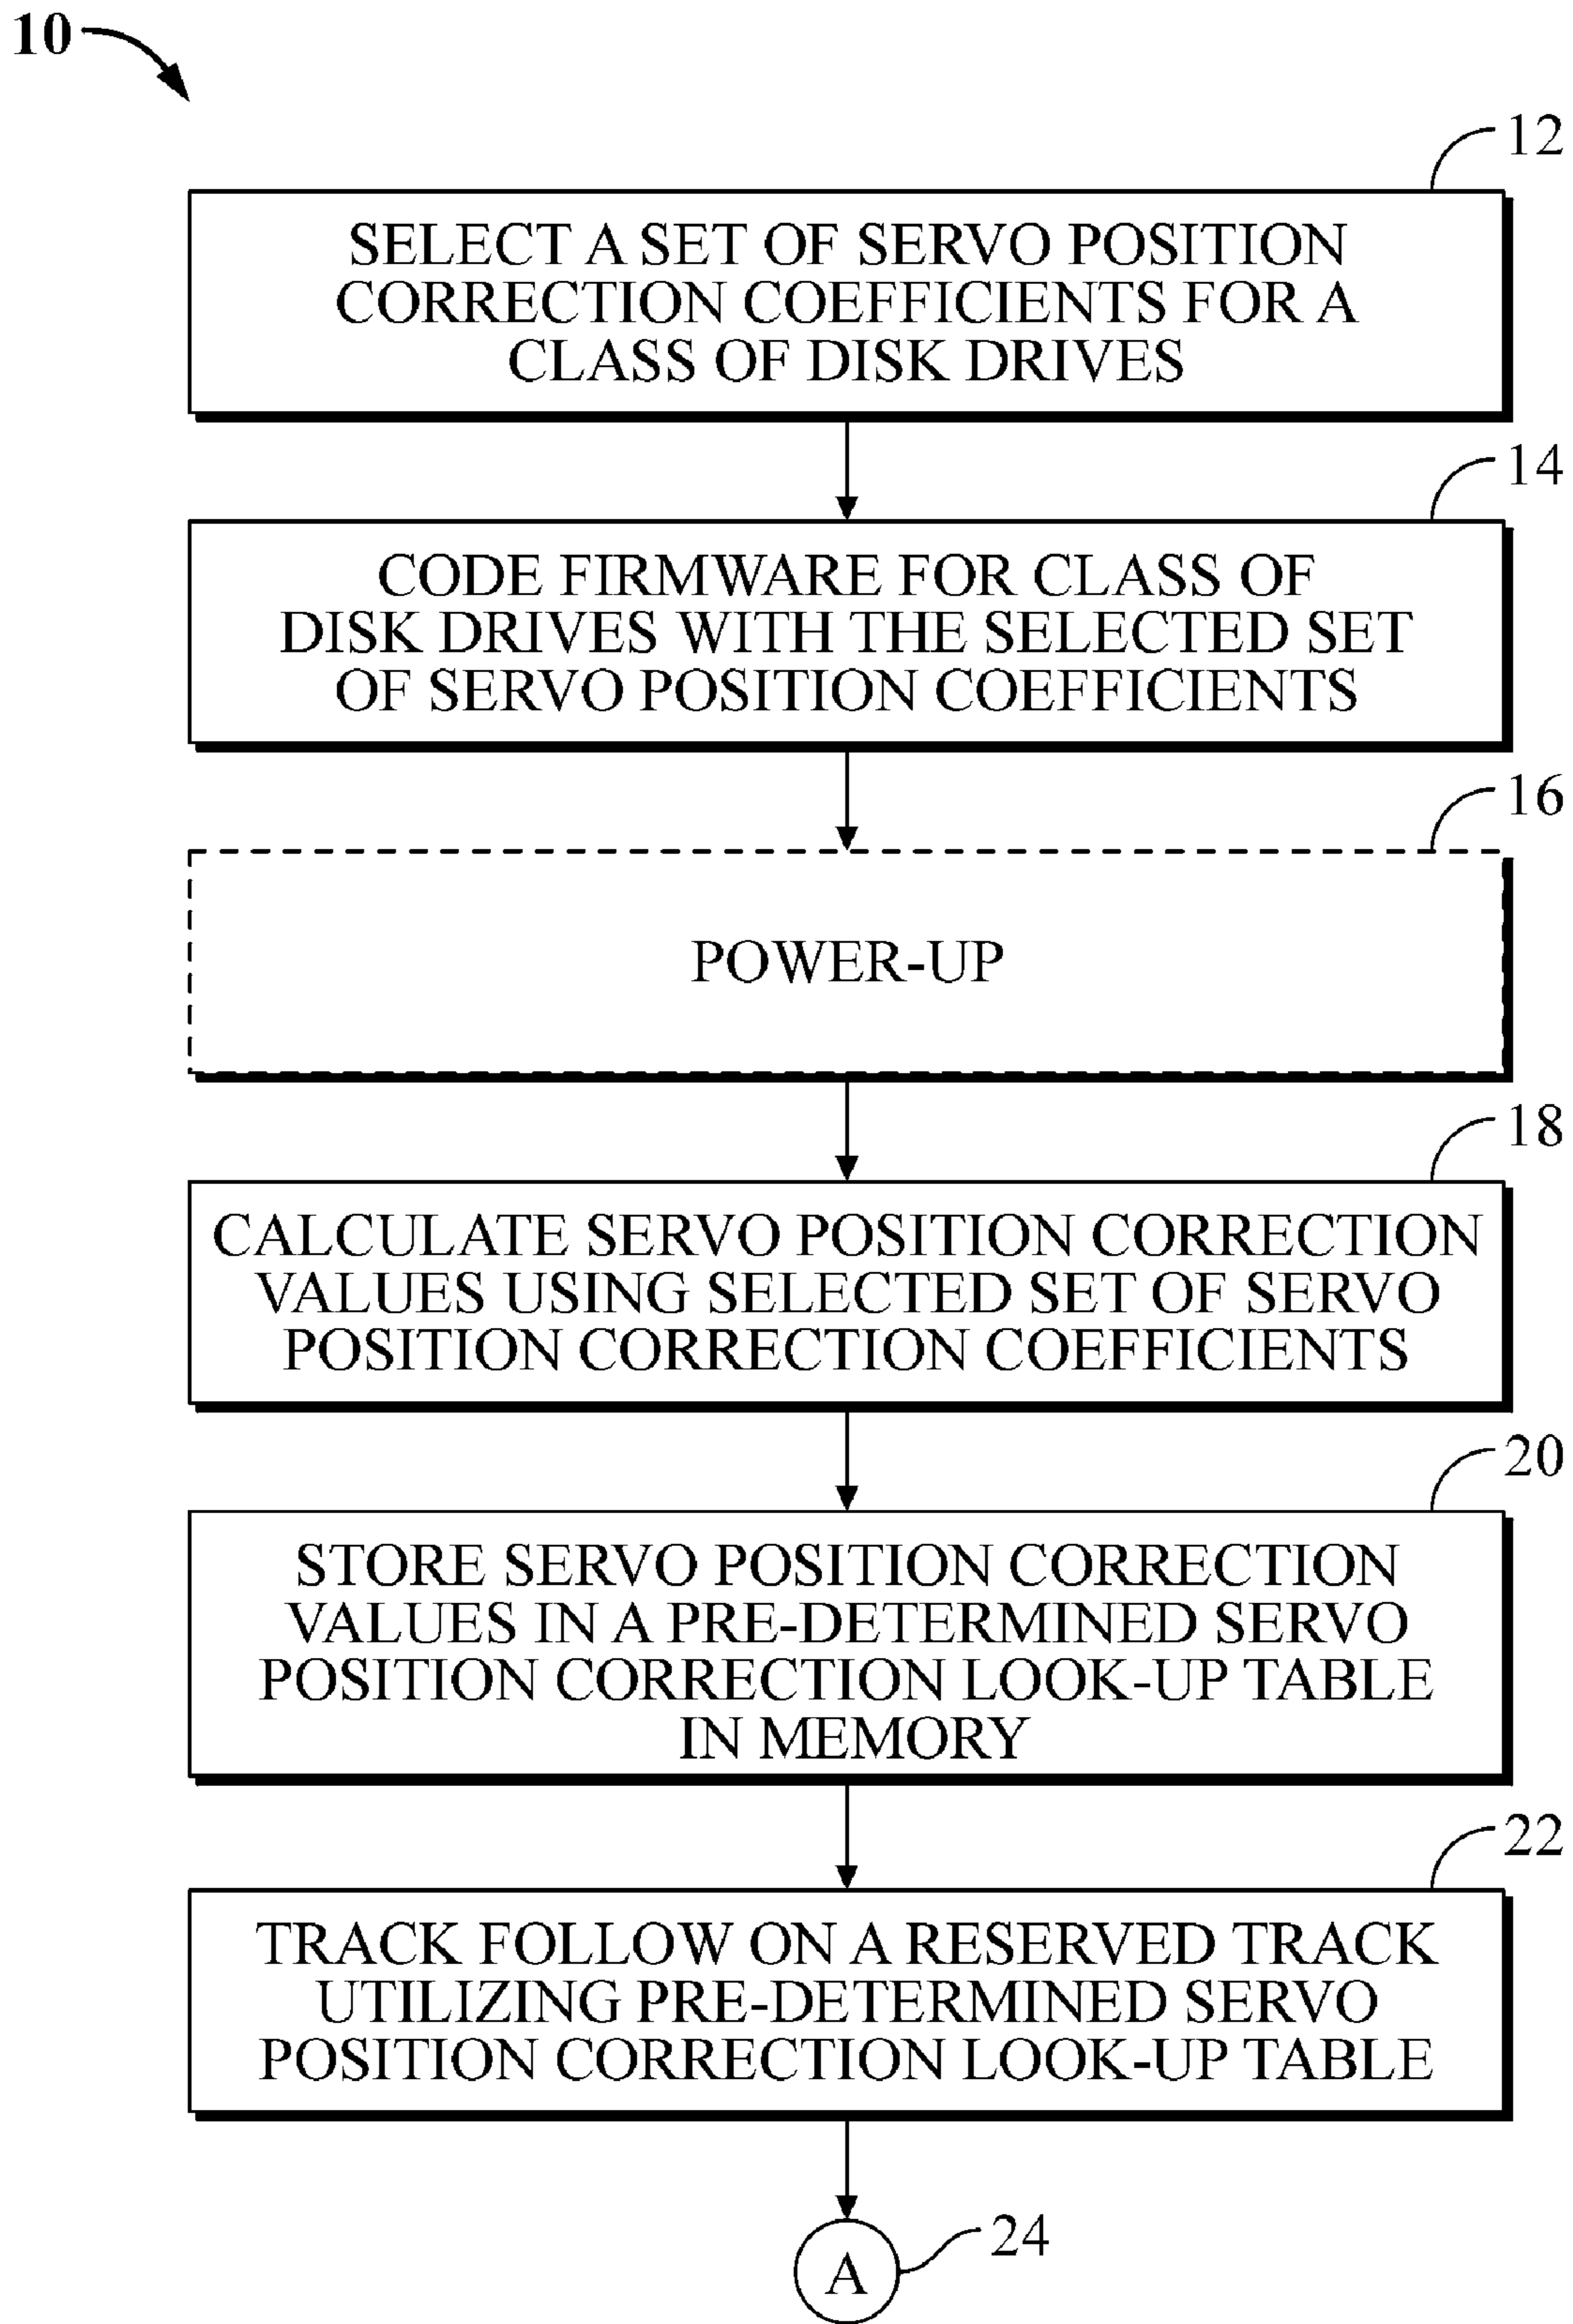 10
12
SELECT A SET OF SERVO POSITION
CORRECTION COEFFICIENTS FOR A
CLASS OF DISK DRIVES
14
CODE FIRMWARE FOR CLASS OF
DISK DRIVES WITH THE SELECTED SET
OF SERVO POSITION COEFFICIENTS
16
POWER-UP
18
CALCULATE SERVO POSITION CORRECTION
VALUES USING SELECTED SET OF SERVO
POSITION CORRECTION COEFFICIENTS
20
STORE SERVO POSITION CORRECTION
VALUES IN A PRE-DETERMINED SERVO
POSITION CORRECTION LOOK-UP TABLE
IN MEMORY
22
TRACK FOLLOW ON A RESERVED TRACK
UTILIZING PRE-DETERMINED SERVO
POSITION CORRECTION LOOK-UP TABLE
24
A